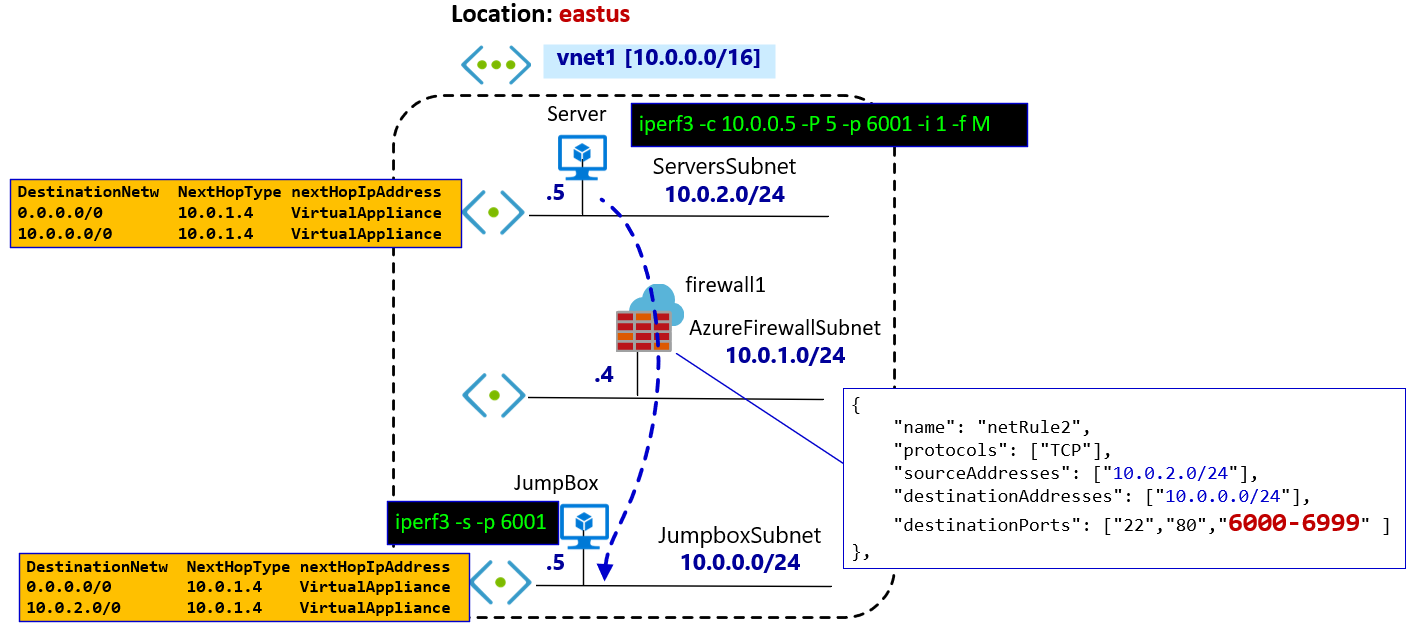 Location: eastus
vnet1 [10.0.0.0/16]
Server
iperf3 -c 10.0.0.5 -P 5 -p 6001 -i 1 -f M
ServersSubnet
.5
10.0.2.0/24
DestinationNetw NextHopType nextHopIpAddress
0.0.0.0/0 10.0.1.4 VirtualAppliance
10.0.0.0/0 10.0.1.4 VirtualAppliance
firewall1
AzureFirewallSubnet
10.0.1.0/24
.4
{
"name": "netRule2",
"protocols": ["TCP"],
"sourceAddresses": ["10.0.2.0/24"],
"destinationAddresses": ["10.0.0.0/24"],
"destinationPorts": ["22","80","6000-6999" ]
},
JumpBox
iperf3 -s -p 6001
JumpboxSubnet
.5
10.0.0.0/24
DestinationNetw NextHopType nextHopIpAddress
0.0.0.0/0 10.0.1.4 VirtualAppliance
10.0.2.0/0 10.0.1.4 VirtualAppliance